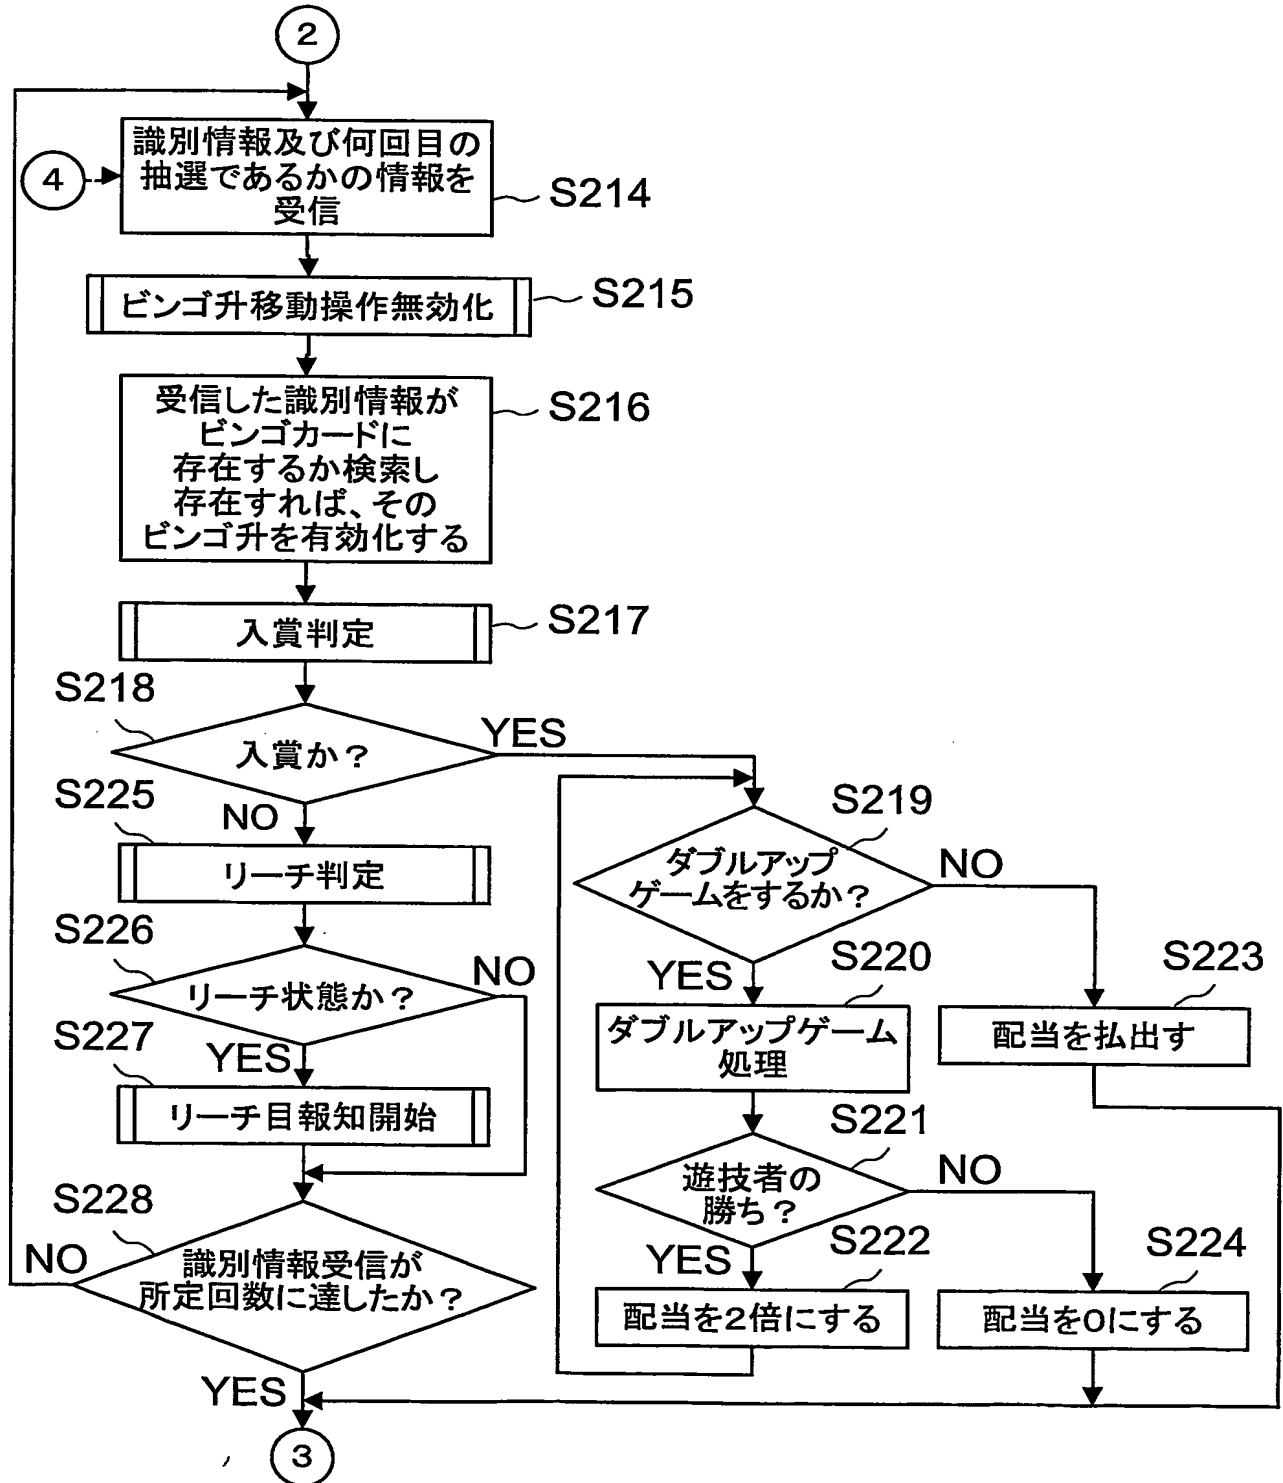 2
識別情報及び何回目の
抽選であるかの情報を
受信
4
S214
ビンゴ升移動操作無効化
S215
受信した識別情報が
ビンゴカードに
存在するか検索し
存在すれば、その
ビンゴ升を有効化する
S216
入賞判定
S217
S218
入賞か？
YES
NO
S225
リーチ判定
S226
リーチ状態か？
NO
YES
S227
リーチ目報知開始
S228
識別情報受信が
所定回数に達したか？
NO
YES
S219
ダブルアップ
ゲームをするか？
NO
YES
S220
ダブルアップゲーム
処理
S223
配当を払出す
S221
遊技者の
勝ち？
NO
YES
S222
配当を2倍にする
S224
配当を0にする
3